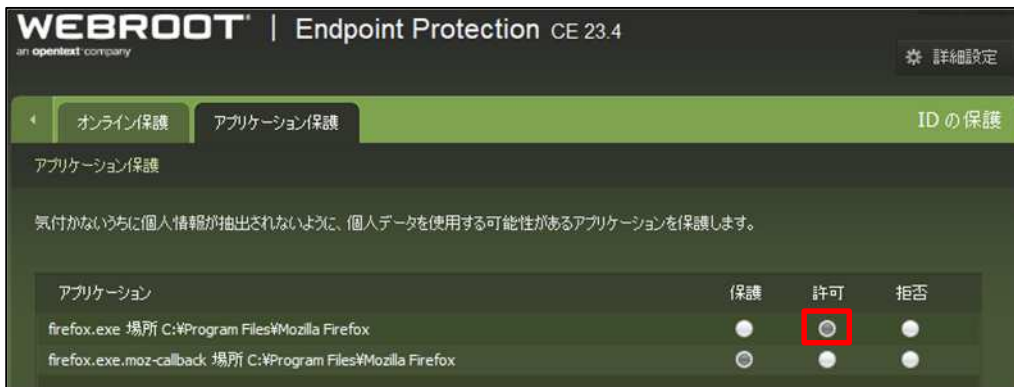 WEBROOT | Endpoint Protection CE 23.4
an opentext company
詳細設定
オンライン保護 アプリケーション保護 ID の保護
アプリケーション保護
気付かないうちに個人情報が抽出されないように、個人データを使用する可能性があるアプリケーションを保護します。
アプリケーション 保護 許可 拒否
firefox.exe 場所 C:¥Program Files¥Mozilla Firefox
firefox.exe.moz-callback 場所 C:¥Program Files¥Mozilla Firefox